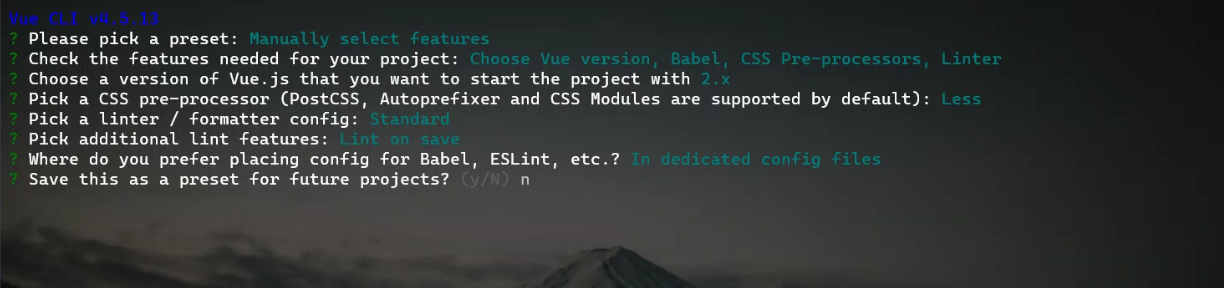 Vue CLI v4.5.13
? Please pick a preset: Manually select features
? Check the features needed for your project: Choose Vue version, Babel, CSS Pre-processors, Linter
? Choose a version of Vue.js that you want to start the project with 2.x
? Pick a CSS pre-processor (PostCSS, Autoprefixer and CSS Modules are supported by default): Less
? Pick a linter / formatter config: Standard
? Pick additional lint features: Lint on save
? Where do you prefer placing config for Babel, ESLint, etc.? In dedicated config files
? Save this as a preset for future projects? (y/N) n